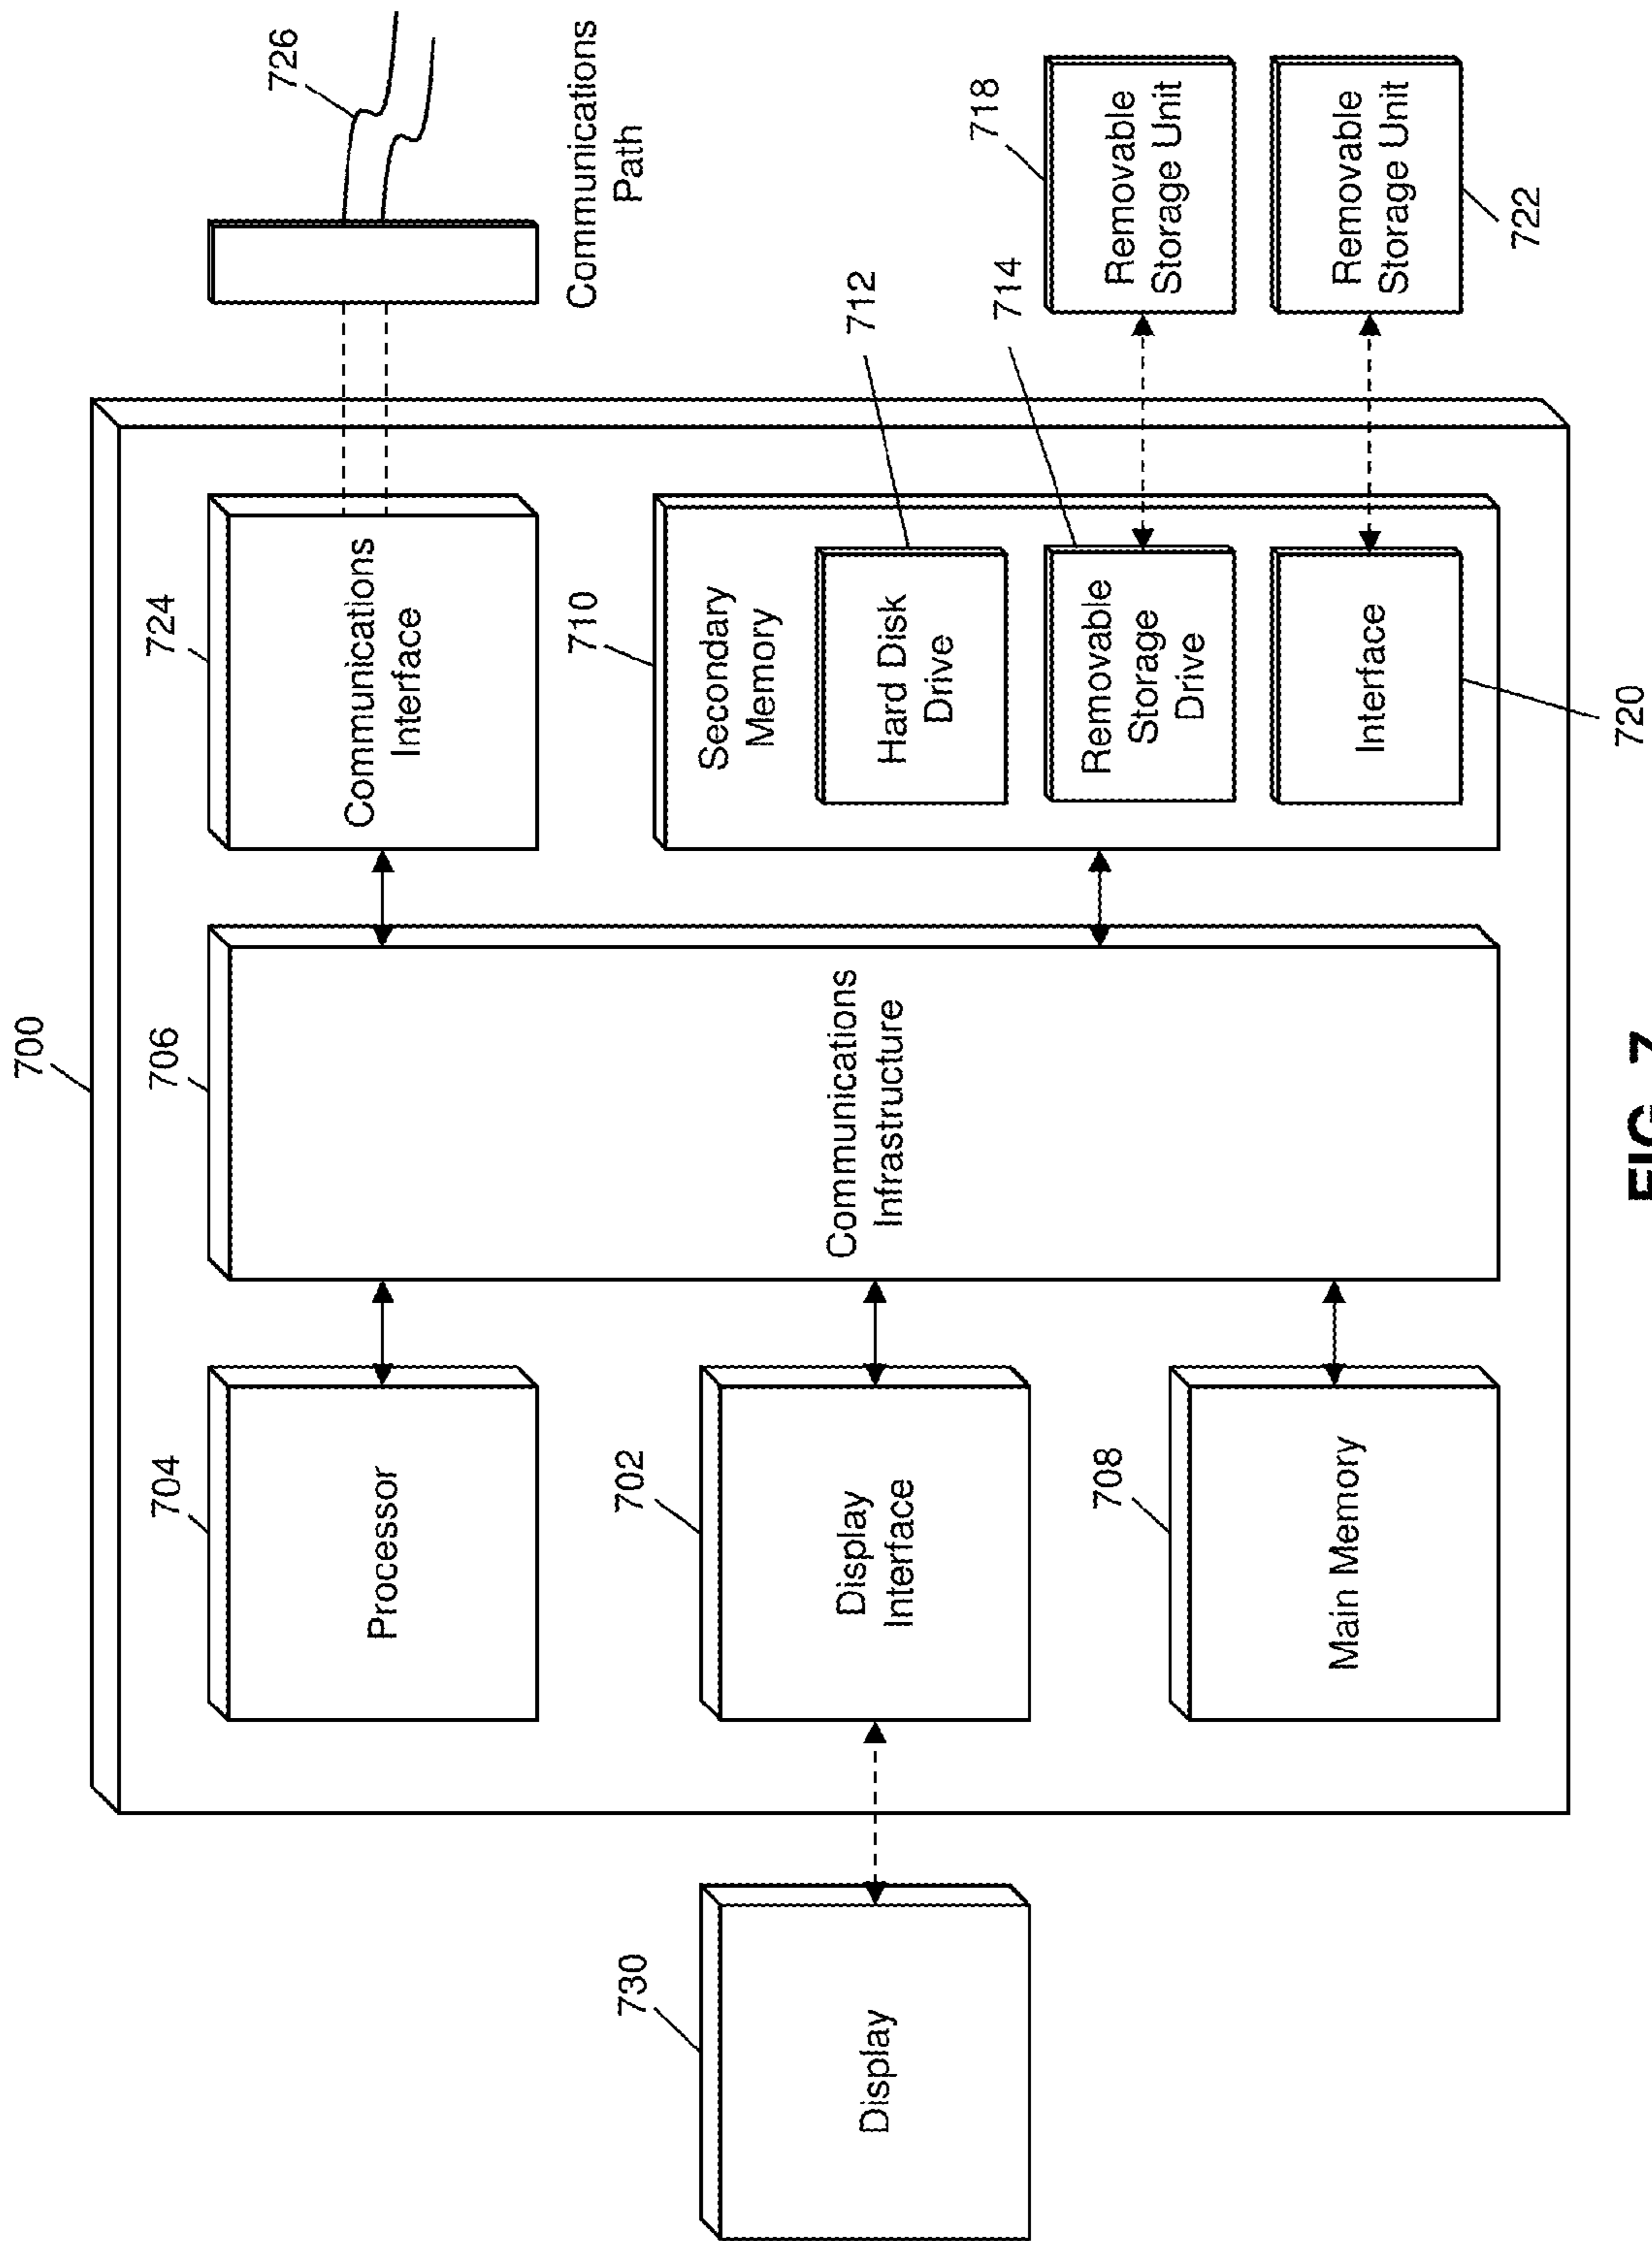 700
704
Processor
706
Communications
Infrastructure
724
Communications
Interface
726
Communications
Path
730
Display
702
Display
Interface
710
Secondary
Memory
712
Hard Disk
Drive
714
Removable
Storage
Drive
718
Removable
Storage Unit
708
Main Memory
Interface
720
Removable
Storage Unit
722
FIG. 7